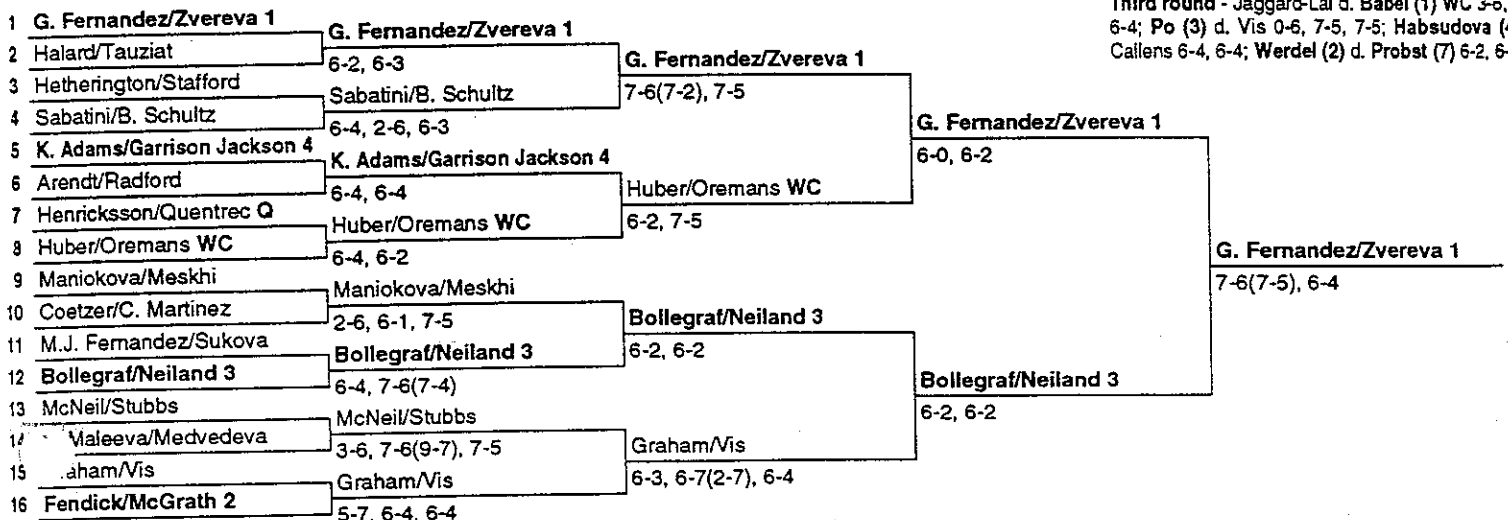 Third round - Jaggard-Lai d. Babel (1) WC 3-6,
6-4; Po (3) d. Vis 0-6, 7-5, 7-5; Habsudova (4
Callens 6-4, 6-4; Werdel (2) d. Probst (7) 6-2, 6-
1 G. Fernandez/Zvereva 1
2 Halard/Tauziat
3 Hetherington/Stafford
4 Sabatini/B. Schultz
5 K. Adams/Garrison Jackson 4
6 Arendt/Radford
7 Henricksson/Quentrec Q
8 Huber/Oremans WC
9 Maniokova/Meskhi
10 Coetzer/C. Martinez
11 M.J. Fernandez/Sukova
12 Bollegraf/Neiland 3
13 McNeil/Stubbs
Maleeva/Medvedeva
15 aham/Vis
16 Fendick/McGrath 2
G. Fernandez/Zvereva 1
6-2, 6-3
Sabatini/B. Schultz
6-4, 2-6, 6-3
K. Adams/Garrison Jackson 4
6-4, 6-4
Huber/Oremans WC
6-4, 6-2
Maniokova/Meskhi
2-6, 6-1, 7-5
Bollegraf/Neiland 3
6-4, 7-6(7-4)
McNeil/Stubbs
3-6, 7-6(9-7), 7-5
Graham/Vis
5-7, 6-4, 6-4
G. Fernandez/Zvereva 1
7-6(7-2), 7-5
Huber/Oremans WC
6-2, 7-5
Bollegraf/Neiland 3
6-2, 6-2
Graham/Vis
6-3, 6-7(2-7), 6-4
G. Fernandez/Zvereva 1
6-0, 6-2
Bollegraf/Neiland 3
6-2, 6-2
G. Fernandez/Zvereva 1
7-6(7-5), 6-4